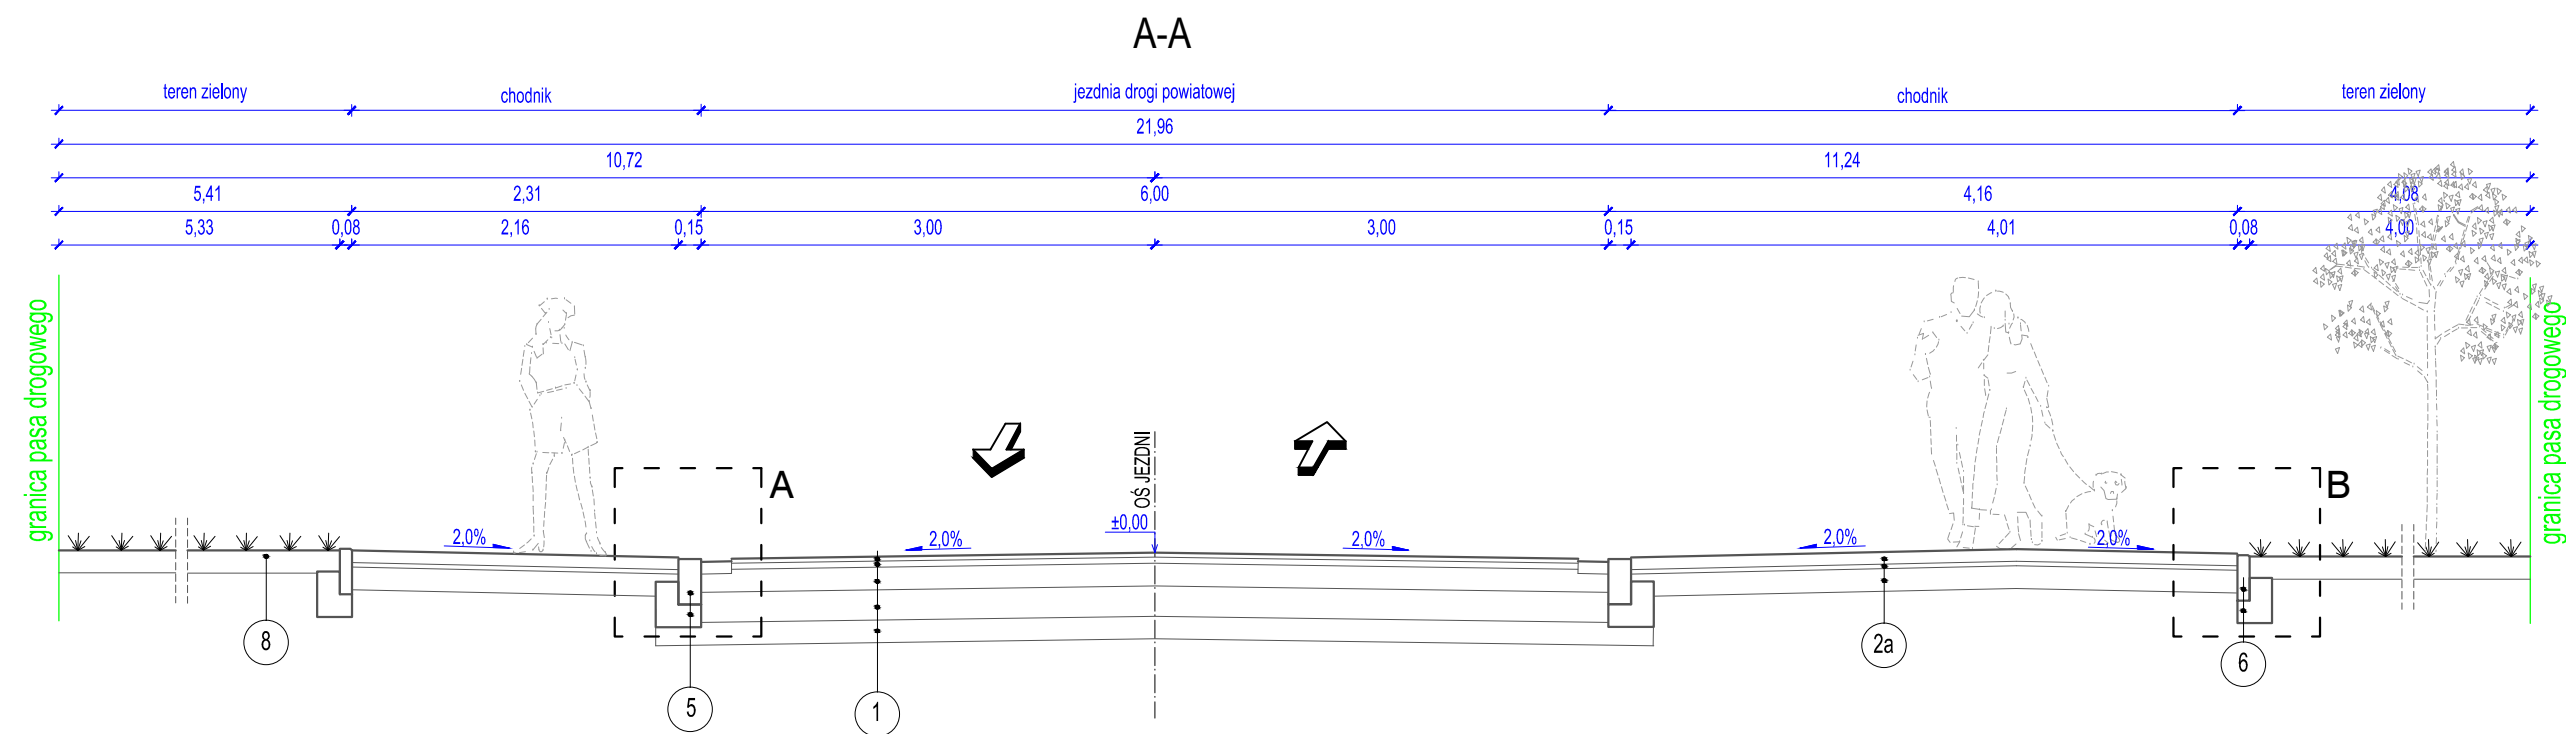 A-A
teren zielony chodnik jezdnia drogi powiatowej chodnik teren zielony
21,96
10,72 11,24
5,41 2,31 6,00 4,16 4,08
5,33 0,08 2,16 0,15 3,00 3,00 0,15 4,01 0,08 4,00
granica pasa drogowego
granica pasa drogowego
OŚ JEZDNI
A B
2,0% 2,0% ±0,00 2,0% 2,0% 2,0%
8 5 1 2a 6